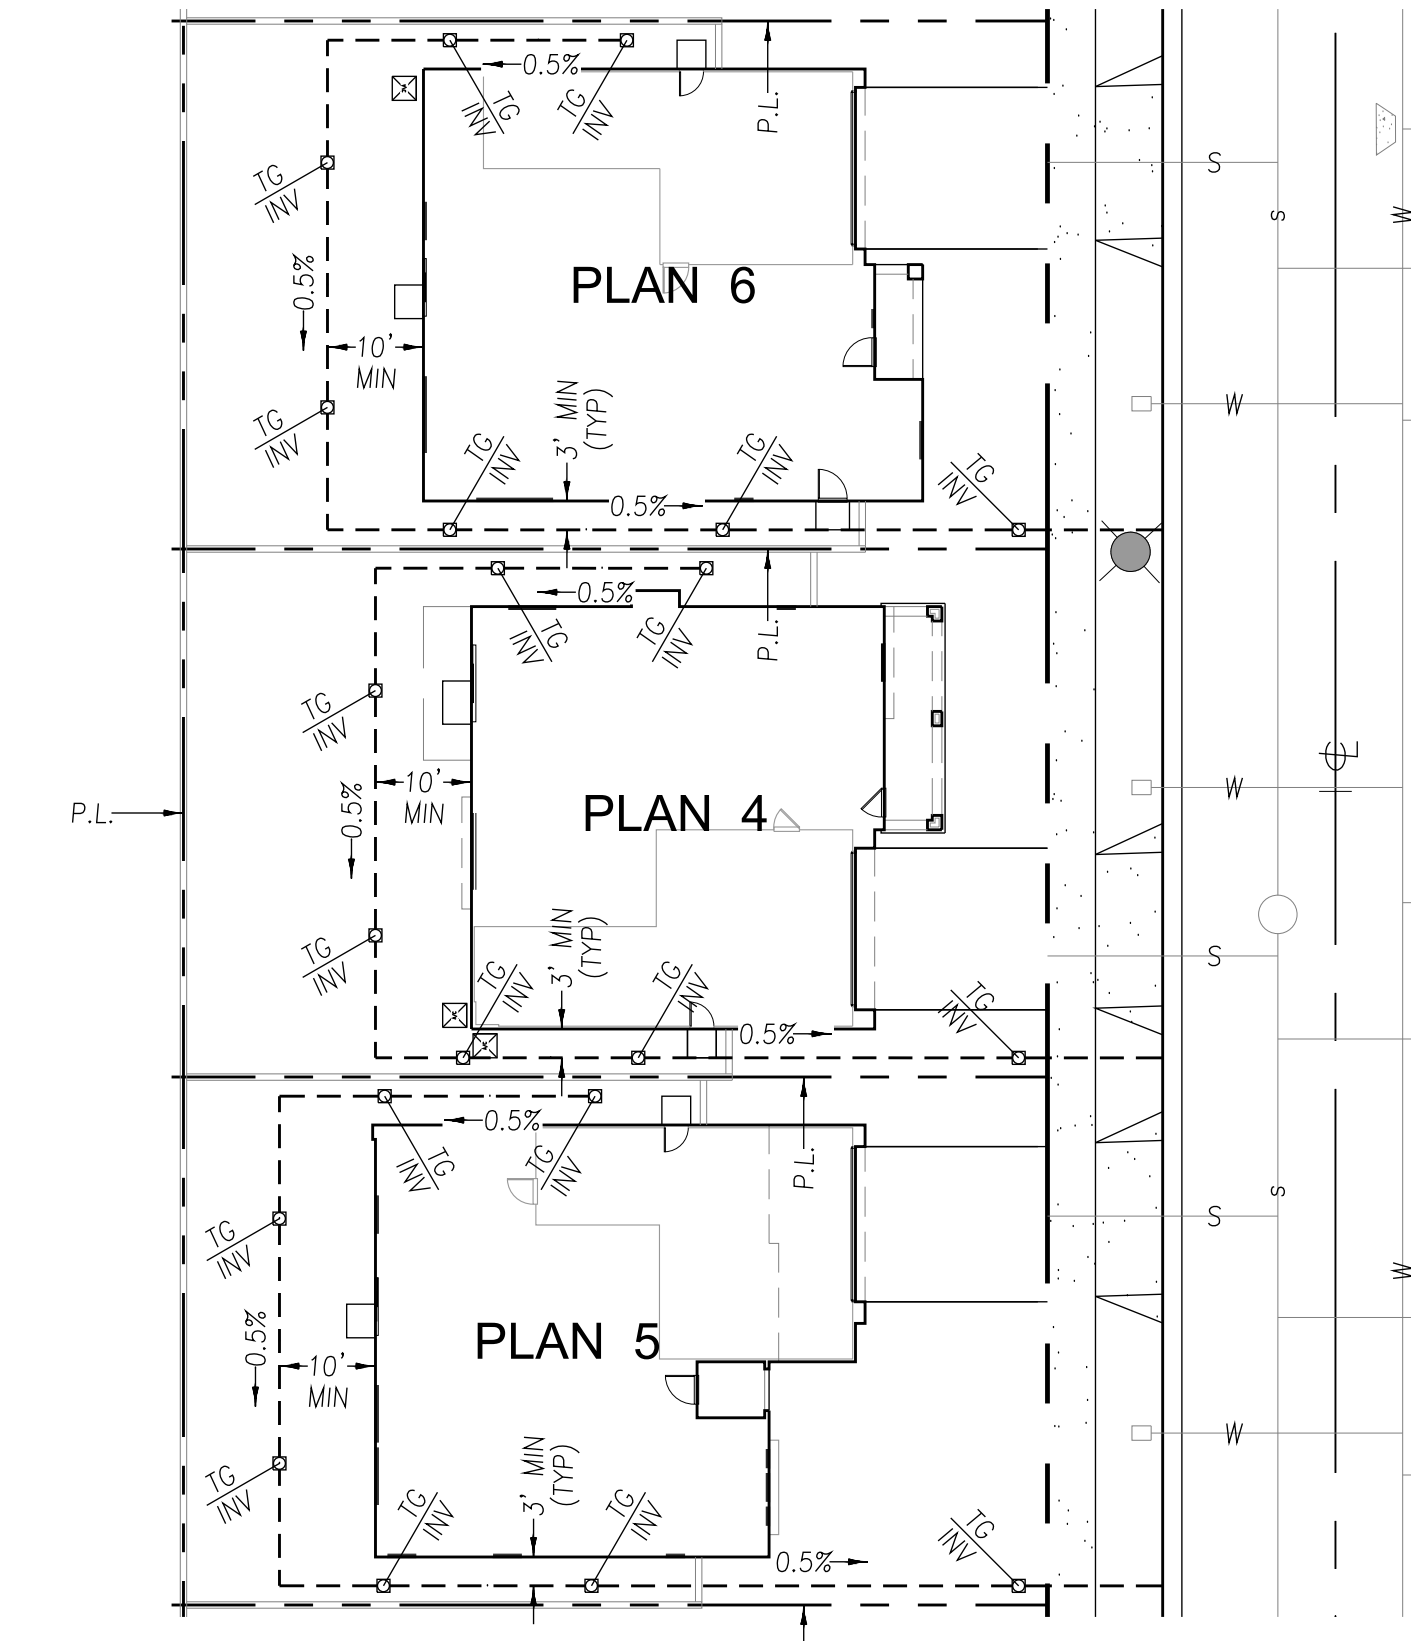 0.5%
TG
INV
TG
INV
P.L.
TG
INV
S
S
W
0.5%
PLAN 6
10'
MIN
3' MIN
(TYP)
W
TG
INV
TG
INV
TG
INV
TG
INV
0.5%
0.5%
TG
INV
TG
INV
P.L.
TG
INV
10'
MIN
0.5%
W
P.L.
PLAN 4
3' MIN
(TYP)
TG
INV
TG
INV
TG
INV
S
TG
INV
0.5%
0.5%
TG
INV
TG
INV
P.L.
S
S
TG
INV
W
0.5%
PLAN 5
10'
MIN
3' MIN
(TYP)
W
TG
INV
TG
INV
TG
INV
TG
INV
0.5%